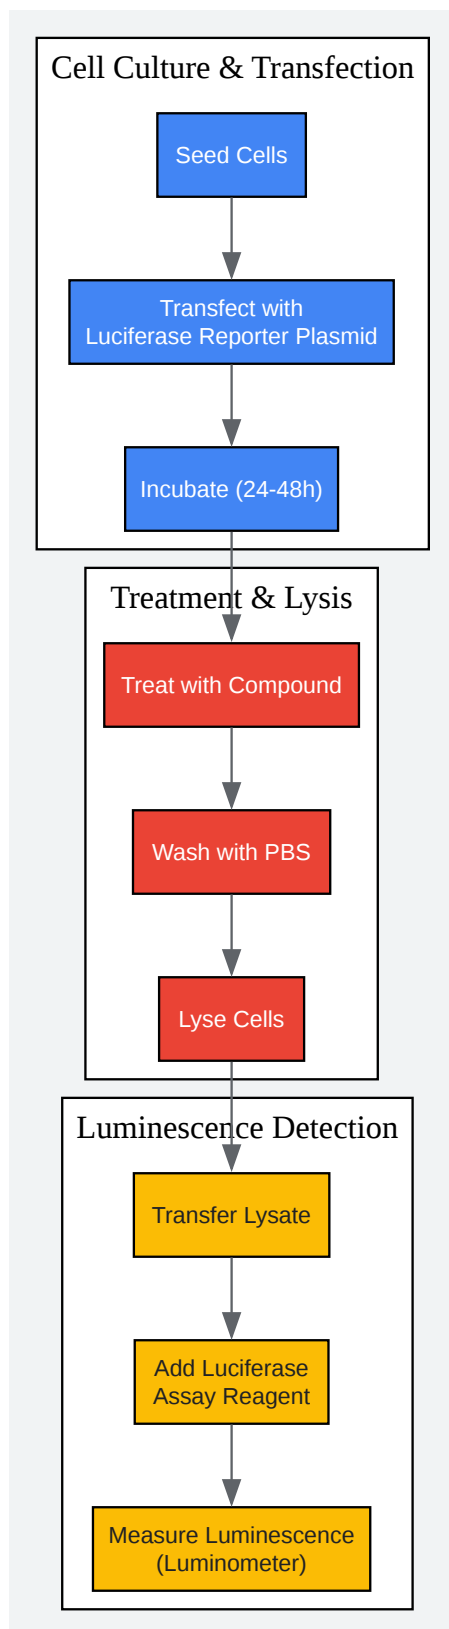 Cell Culture & Transfection
Seed Cells
Transfect with
Luciferase Reporter Plasmid
Incubate (24-48h)
Treatment & Lysis
Treat with Compound
Wash with PBS
Lyse Cells
Luminescence Detection
Transfer Lysate
Add Luciferase
Assay Reagent
Measure Luminescence
(Luminometer)